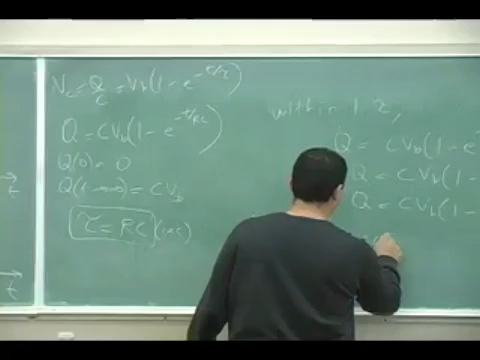 V_c = Q/C = V_b(1 - e^{-t/τ})
Q = CV_b(1 - e^{-t/RC})
Q(0) = 0
Q(t→∞) = CV_b
τ = RC (sec)
within 1 τ,
Q = CV_b(1 - e
Q = CV_b(1 -
Q = CV_b(1 -
t
t